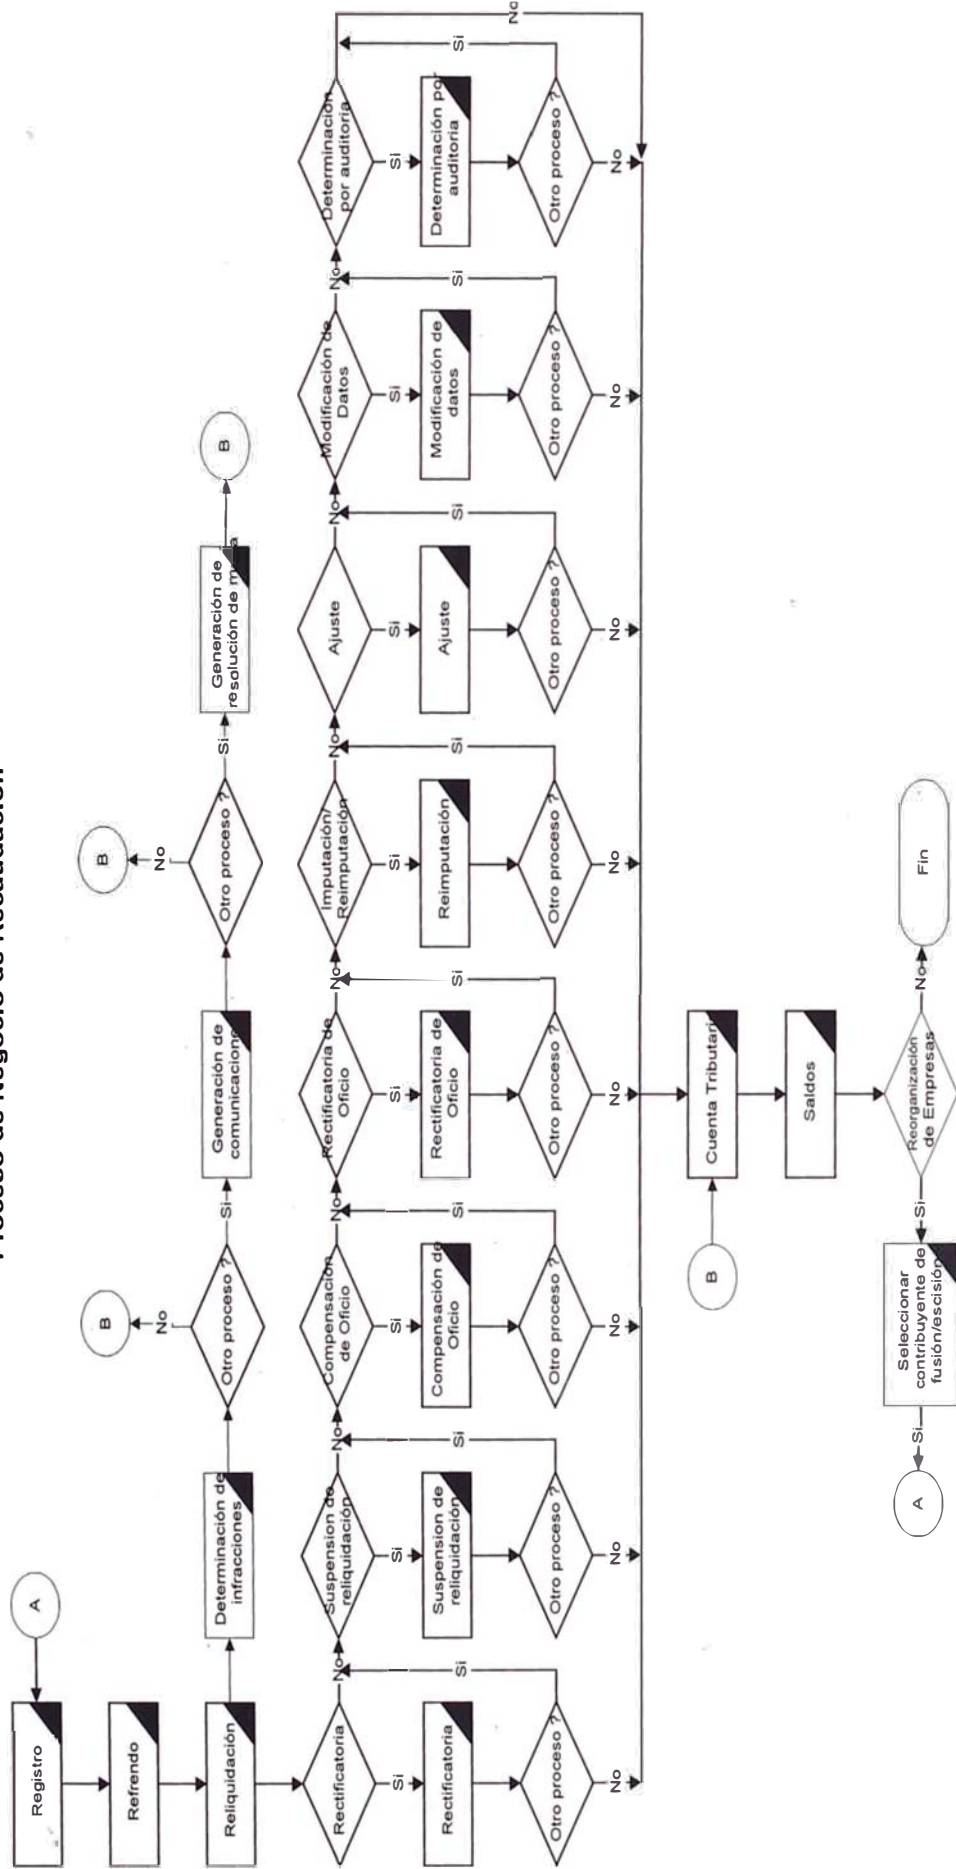 Proceso de Negocio de Recaudación
Registro
A
Refrendo
Reliquidación
Determinación de
infracciones
Otro proceso ?
No
B
Si
Generación de
comunicacione
Otro proceso ?
No
B
Si
Generación de
resolución de m a
B
Rectificatoria
No
Suspension de
reliquidación
No
Compensación
de Oficio
No
Rectificatoria de
Oficio
No
Imputación/
Reimputación
No
Ajuste
No
Modificación de
Datos
No
Determinación
por auditoria
No
Si
Si
Si
Si
Si
Si
Si
Si
Rectificatoria
Suspension de
reliquidación
Compensación de
Oficio
Rectificatoria de
Oficio
Reimputación
Ajuste
Modificación de
datos
Determinación por
auditoria
Si
Si
Si
Si
Si
Si
Si
Si
Otro proceso ?
Otro proceso ?
Otro proceso ?
Otro proceso ?
Otro proceso ?
Otro proceso ?
Otro proceso ?
Otro proceso ?
No
No
No
No
No
No
No
No
B
Cuenta Tributari
Saldos
A
Si
Seleccionar
contribuyente de
fusión/escisión
Si
Reorganización
de Empresas
No
Fin